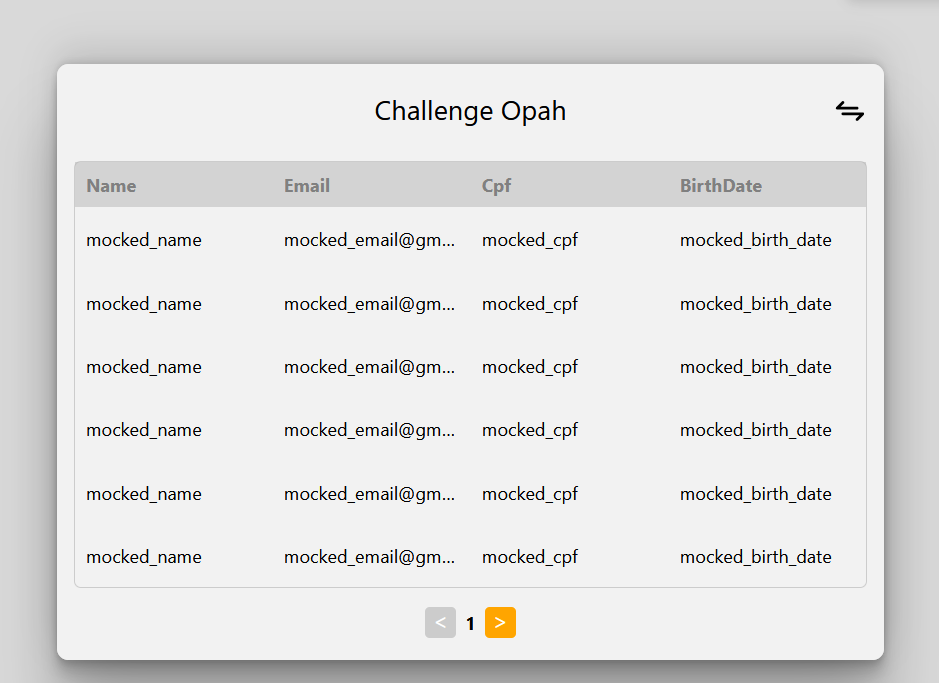 Challenge Opah
Name Email Cpf BirthDate
mocked_name mocked_email@gm... mocked_cpf mocked_birth_date
mocked_name mocked_email@gm... mocked_cpf mocked_birth_date
mocked_name mocked_email@gm... mocked_cpf mocked_birth_date
mocked_name mocked_email@gm... mocked_cpf mocked_birth_date
mocked_name mocked_email@gm... mocked_cpf mocked_birth_date
mocked_name mocked_email@gm... mocked_cpf mocked_birth_date
< 1 >